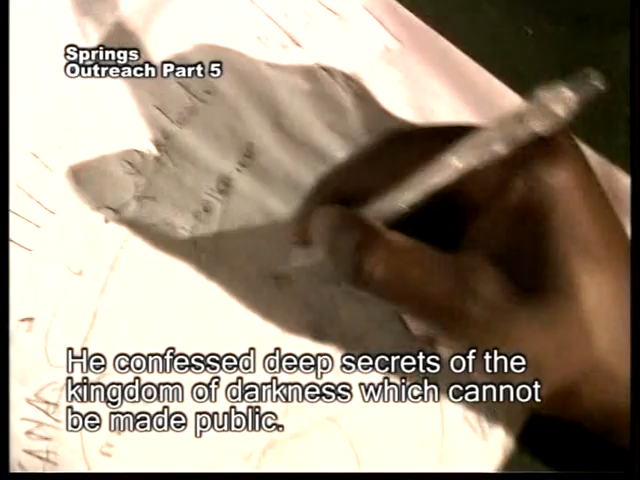 Springs
Outreach Part 5
He confessed deep secrets of the
kingdom of darkness which cannot
be made public.